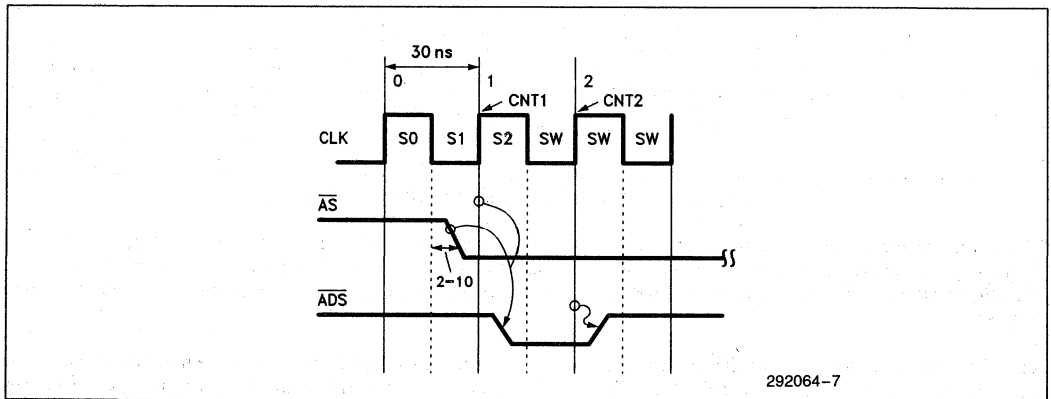 30 ns
0 1 2
CNT1 CNT2
CLK S0 S1 S2 SW SW SW
AS
2-10
ADS
292064-7